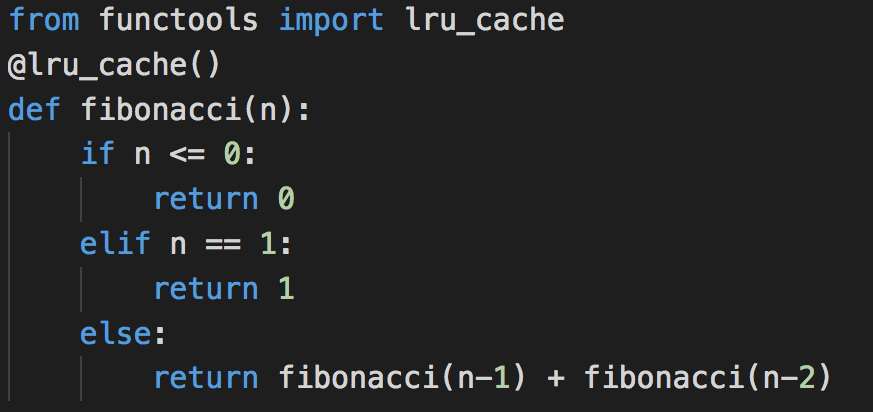 from functools import lru_cache
@lru_cache()
def fibonacci(n):
    if n <= 0:
        return 0
    elif n == 1:
        return 1
    else:
        return fibonacci(n-1) + fibonacci(n-2)